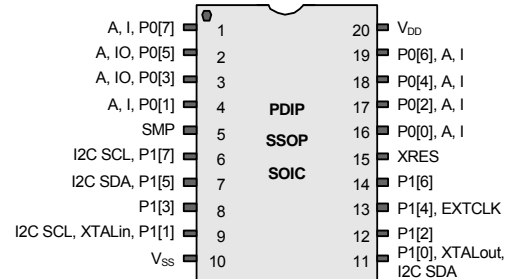 A, I, P0[7] 1 20 VDD
A, IO, P0[5] 2 19 P0[6], A, I
A, IO, P0[3] 3 18 P0[4], A, I
A, I, P0[1] 4 PDIP 17 P0[2], A, I
SMP 5 SSOP 16 P0[0], A, I
I2C SCL, P1[7] 6 SOIC 15 XRES
I2C SDA, P1[5] 7 14 P1[6]
P1[3] 8 13 P1[4], EXTCLK
I2C SCL, XTALin, P1[1] 9 12 P1[2]
VSS 10 11 P1[0], XTALout,
I2C SDA